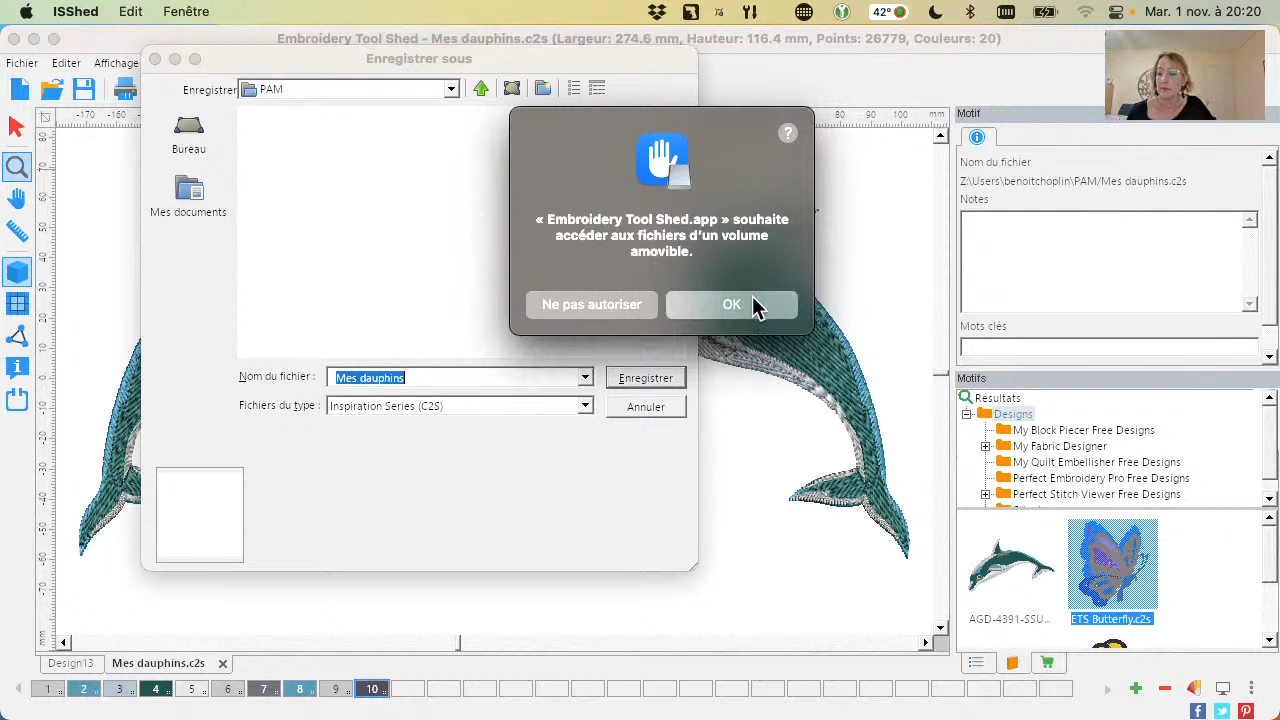 ISShed Edit Fenêtre
42° Mar. 1 nov. à 20:20
Embroidery Tool Shed - Mes dauphins.c2s (Largeur: 274.6 mm, Hauteur: 116.4 mm, Points: 26779, Couleurs: 20)
Fichier Editer Affichage
Enregistrer sous
Enregistrer PAM
Bureau
Mes documents
?
« Embroidery Tool Shed.app » souhaite
accéder aux fichiers d’un volume
amovible.
Ne pas autoriser OK
Nom du fichier : Mes dauphins Enregistrer
Fichiers du type : Inspiration Series (C2S) Annuler
-170 -160 80 90 100 mm
Motif
Nom du fichier
Z:\Users\benoitchoplin\PAM/Mes dauphins.c2s
Notes
Mots clés
Motifs
Résultats
Designs
My Block Piecer Free Designs
My Fabric Designer
My Quilt Embellisher Free Designs
Perfect Embroidery Pro Free Designs
Perfect Stitch Viewer Free Designs
AGD-4391-SSU... ETS Butterfly.c2s
Design13 Mes dauphins.c2s
1 2 3 4 5 6 7 8 9 10